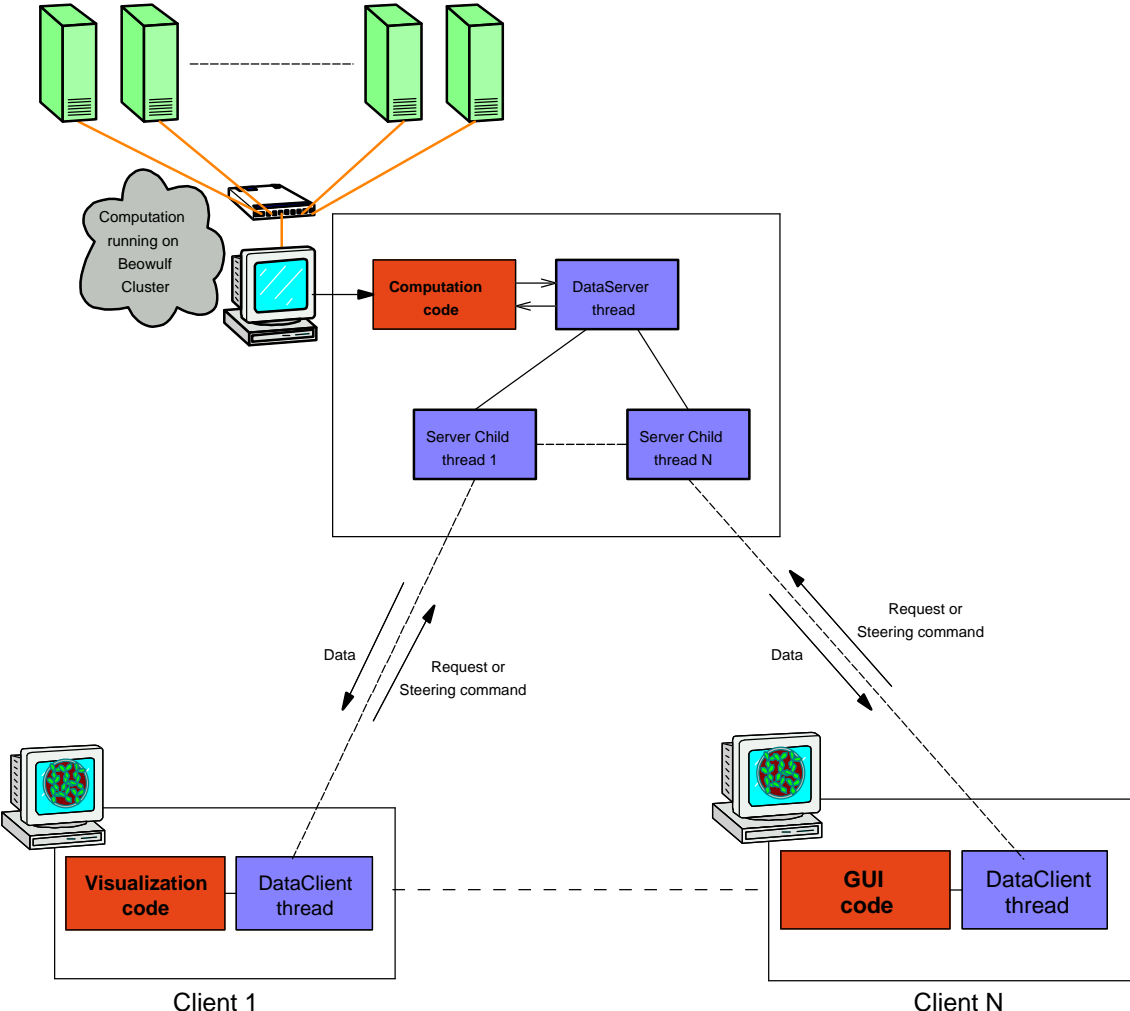 Computation
running on
Beowulf
Cluster
Computation
code
DataServer
thread
Server Child
thread 1
Server Child
thread N
Data
Request or
Steering command
Data
Request or
Steering command
Visualization
code
DataClient
thread
GUI
code
DataClient
thread
Client 1
Client N